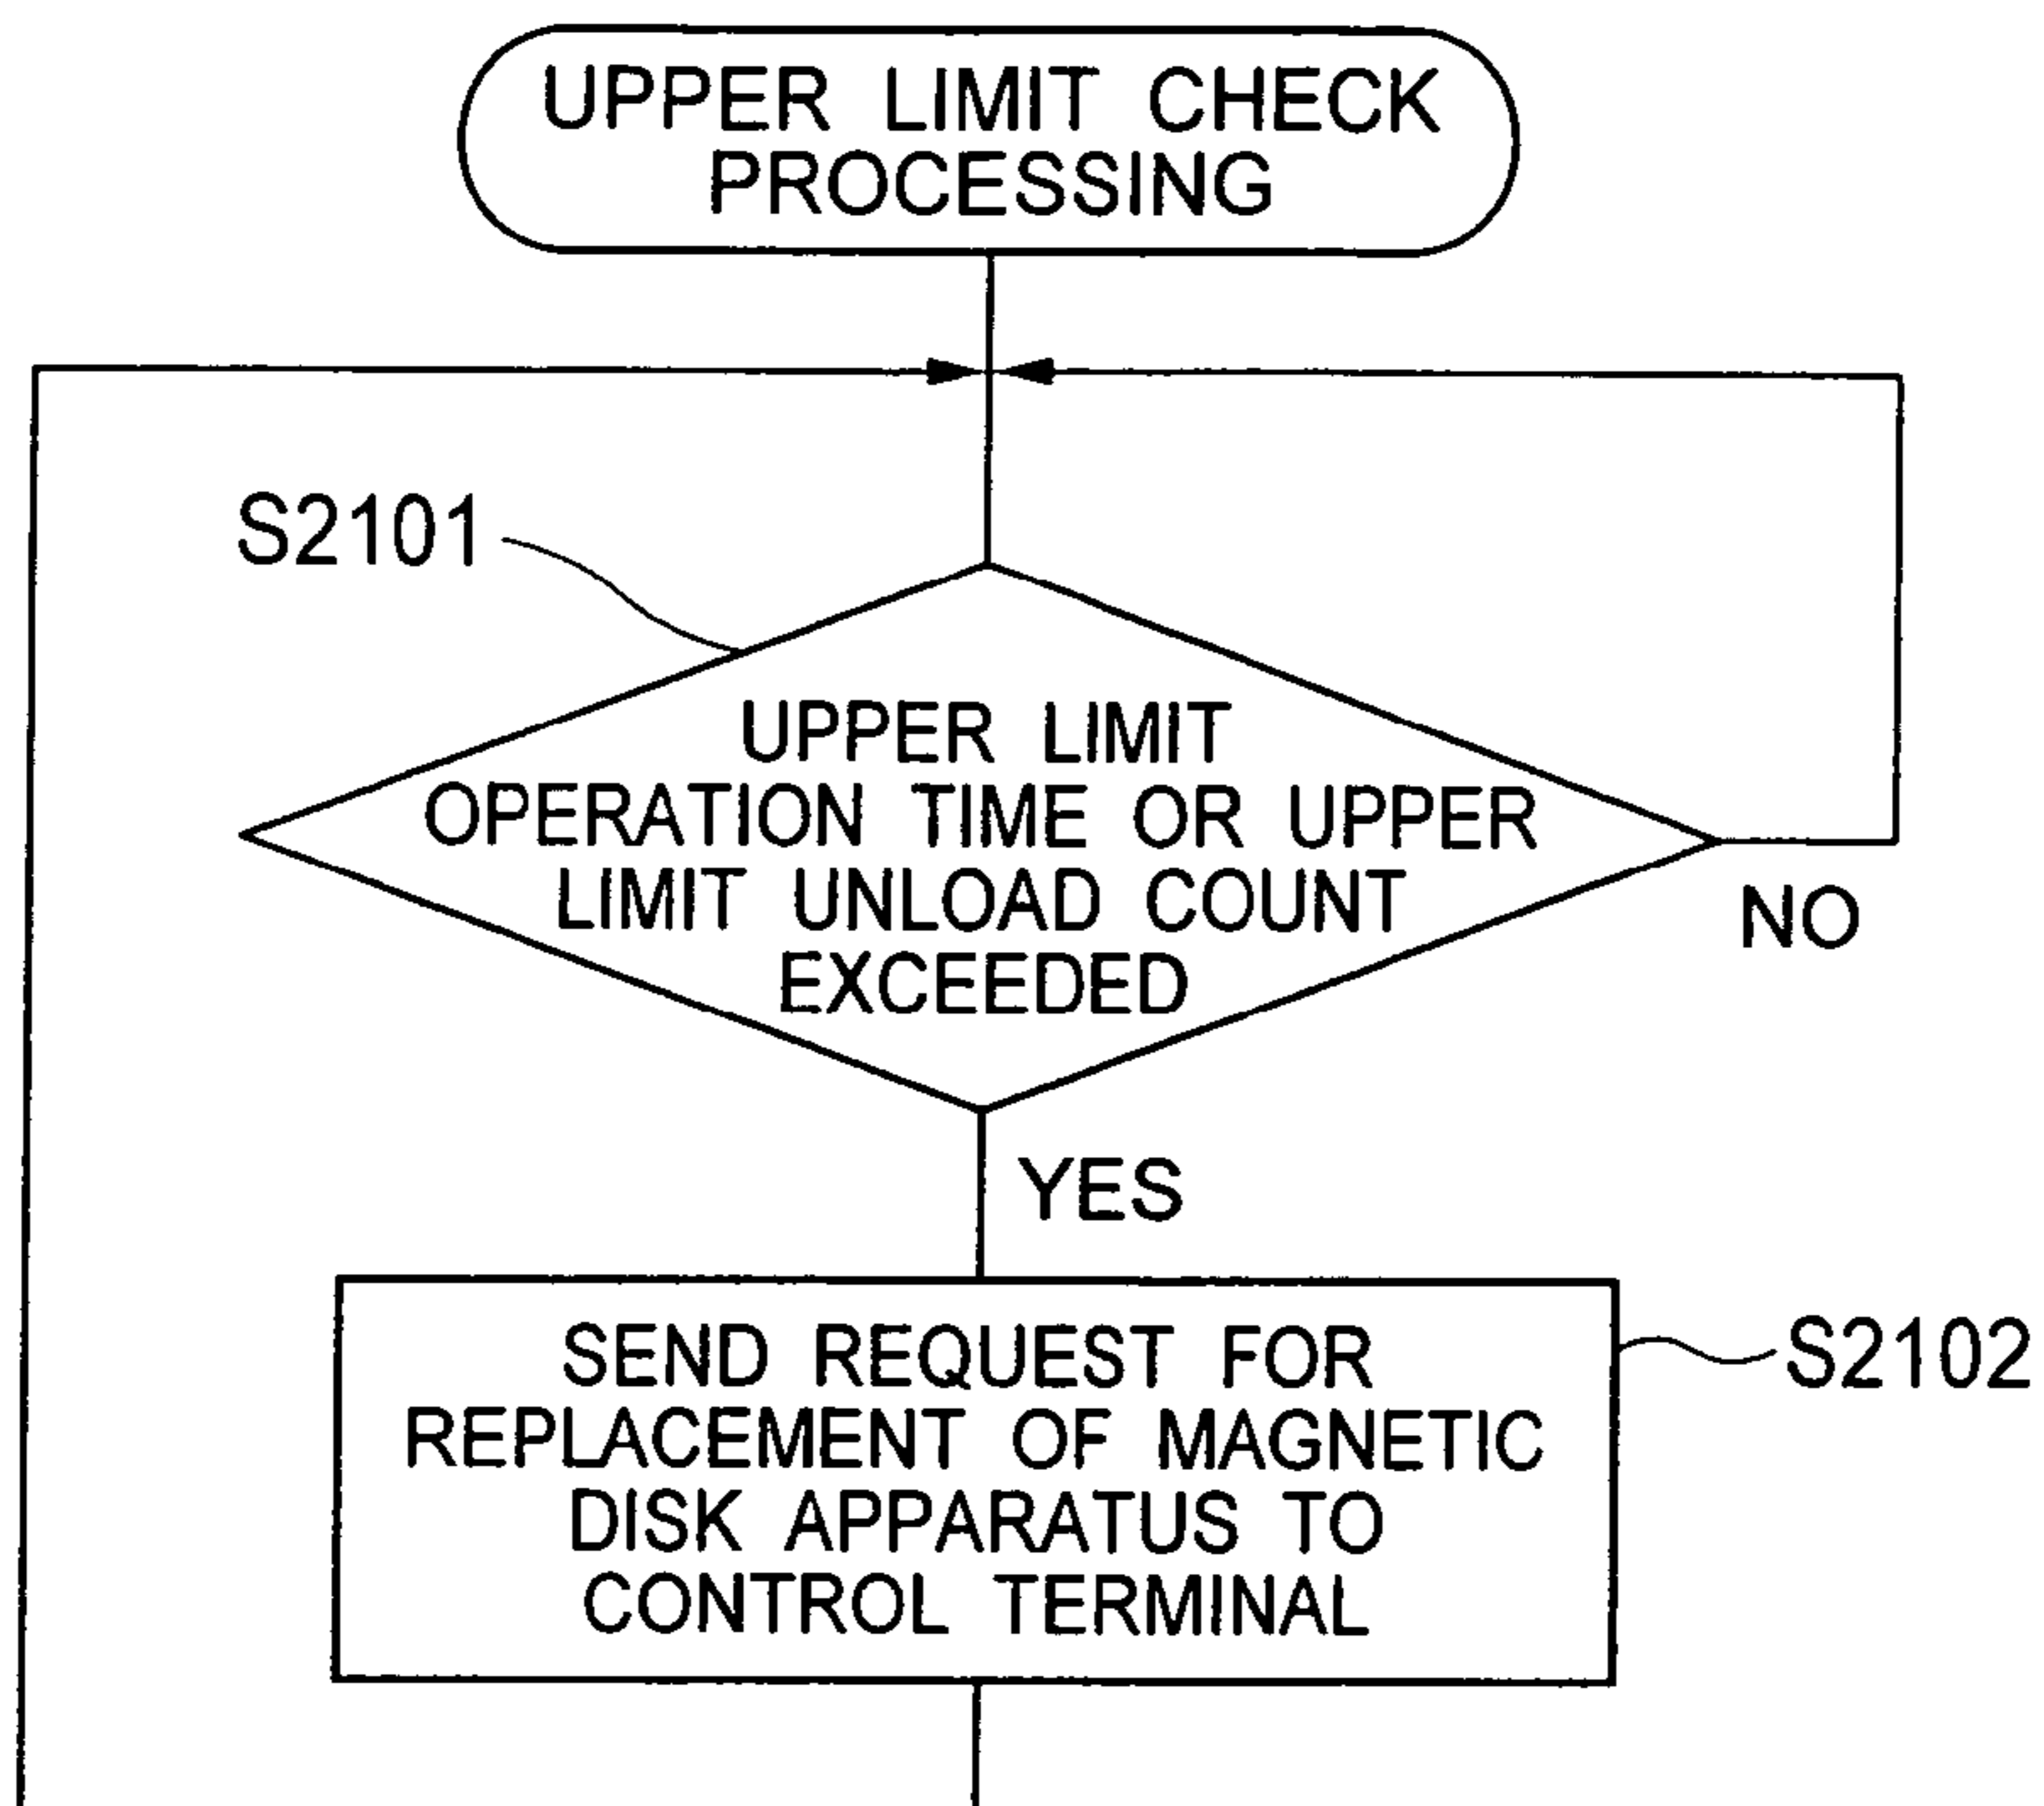 UPPER LIMIT CHECK
PROCESSING
S2101
UPPER LIMIT
OPERATION TIME OR UPPER
LIMIT UNLOAD COUNT
EXCEEDED
NO
YES
SEND REQUEST FOR
REPLACEMENT OF MAGNETIC
DISK APPARATUS TO
CONTROL TERMINAL
S2102